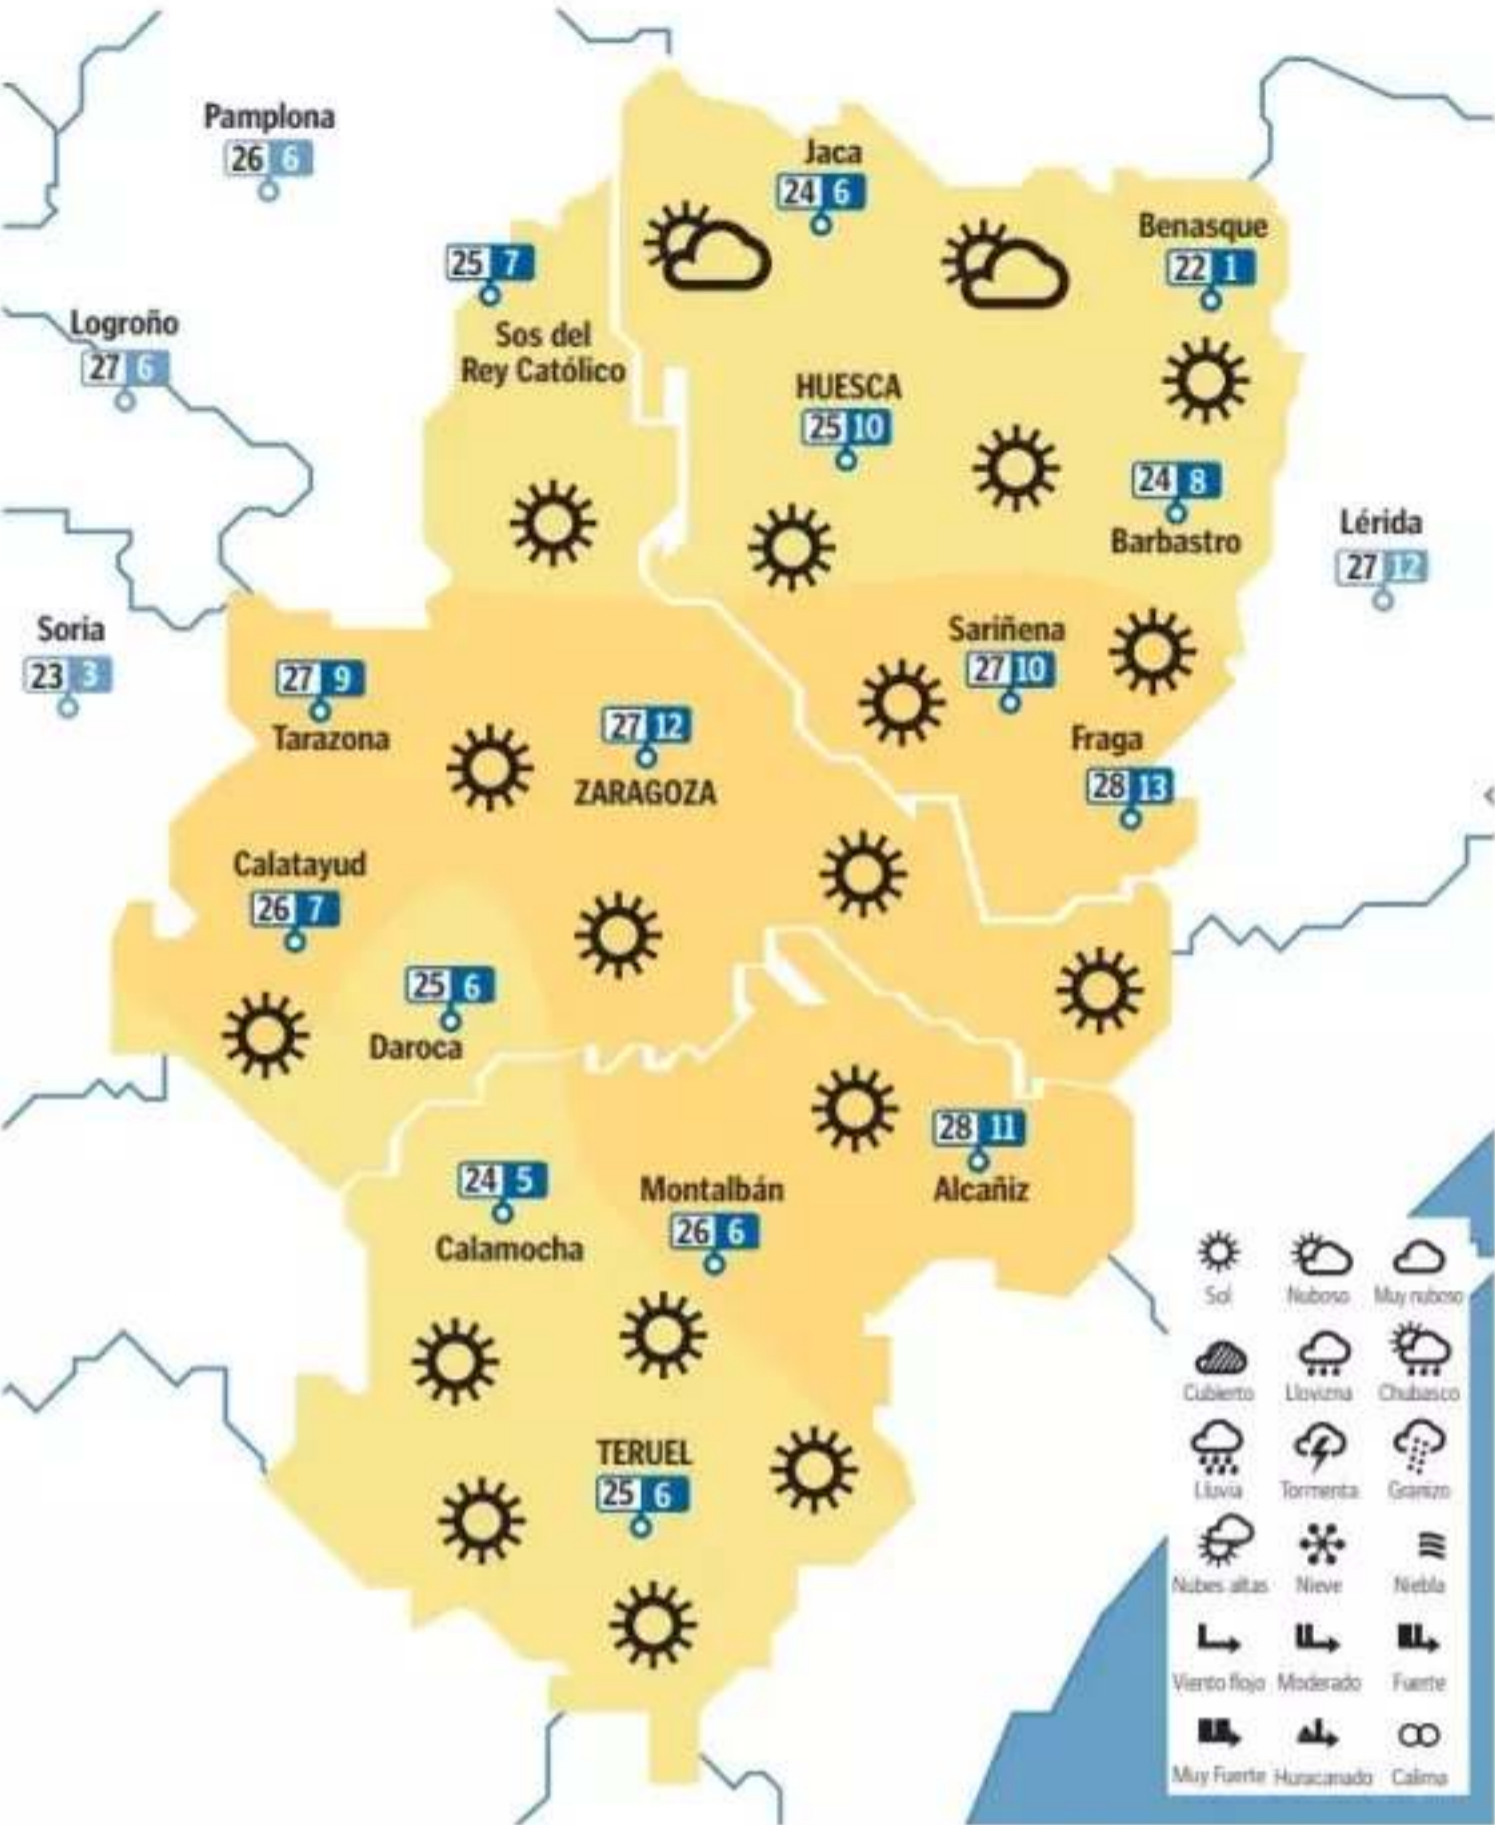 Pamplona
26 6
Jaca
24 6
Benasque
22 1
25 7
Sos del
Rey Católico
Logroño
27 6
HUESCA
25 10
24 8
Barbastro
Lérida
27 12
Soria
23 3
Sariñena
27 10
27 9
Tarazona
27 12
ZARAGOZA
Fraga
28 13
Calatayud
26 7
25 6
Daroca
28 11
Alcañiz
24 5
Calamocha
Montalbán
26 6
TERUEL
25 6
Sol Nuboso Muy nuboso
Cubierto Llovizna Chubasco
Lluvia Tormenta Granizo
Nubes altas Nieve Niebla
Viento flojo Moderado Fuerte
Muy Fuerte Huracanado Calima